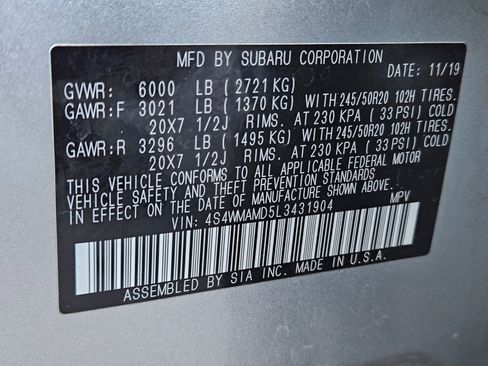 MFD BY SUBARU CORPORATION
DATE: 11/19
GVWR: 6000 LB ( 2721 KG)
GAWR:F 3021 LB ( 1370 KG) WITH 245/50R20 102H TIRES.
20X7 1/2J RIMS. AT 230 KPA ( 33 PSI) COLD
GAWR:R 3296 LB ( 1495 KG) WITH 245/50R20 102H TIRES.
20X7 1/2J RIMS. AT 230 KPA ( 33 PSI) COLD
THIS VEHICLE CONFORMS TO ALL APPLICABLE FEDERAL MOTOR
VEHICLE SAFETY AND THEFT PREVENTION STANDARDS
IN EFFECT ON THE DATE OF MANUFACTURE SHOWN ABOVE.
VIN: 4S4WMAMD5L3431904 MPV
ASSEMBLED BY SIA INC. MADE IN U.S.A.